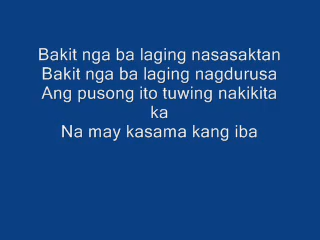 Bakit nga ba laging nasasaktan
Bakit nga ba laging nagdurusa
Ang pusong ito tuwing nakikita
ka
Na may kasama kang iba